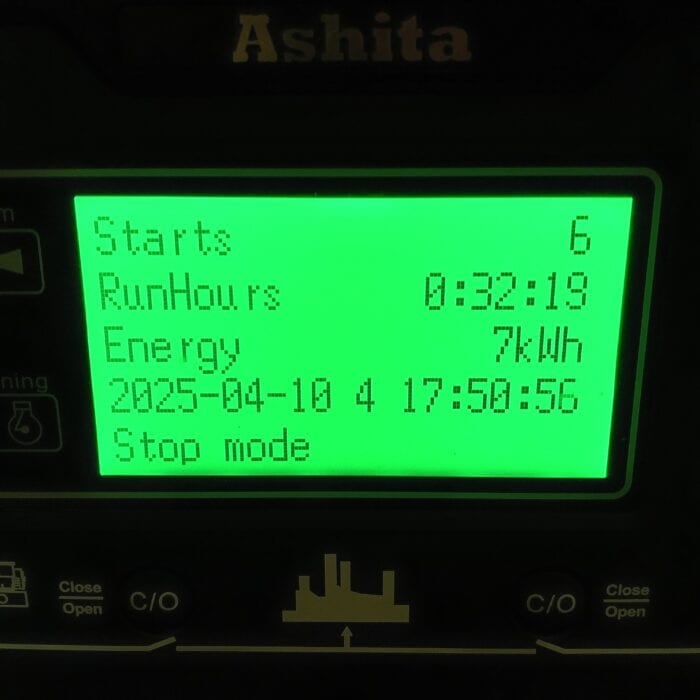 Ashita
Starts 6
RunHours 0:32:19
Energy 7kWh
2025-04-10 4 17:50:56
Stop mode
Close
Open
C/O
C/O
Close
Open